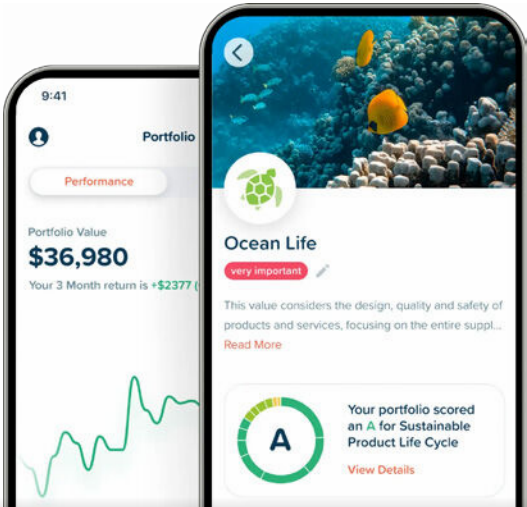 9:41
Portfolio
Performance
Portfolio Value
$36,980
Your 3 Month return is +$2377 (
Ocean Life
very important
This value considers the design, quality and safety of
products and services, focusing on the entire suppl...
Read More
A
Your portfolio scored
an A for Sustainable
Product Life Cycle
View Details